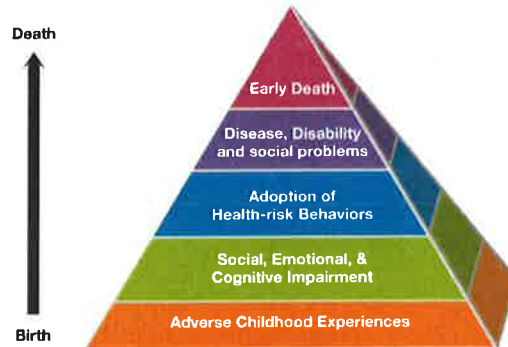 Death
Early Death
Disease, Disability
and social problems
Adoption of
Health-risk Behaviors
Social, Emotional, &
Cognitive Impairment
Adverse Childhood Experiences
Birth